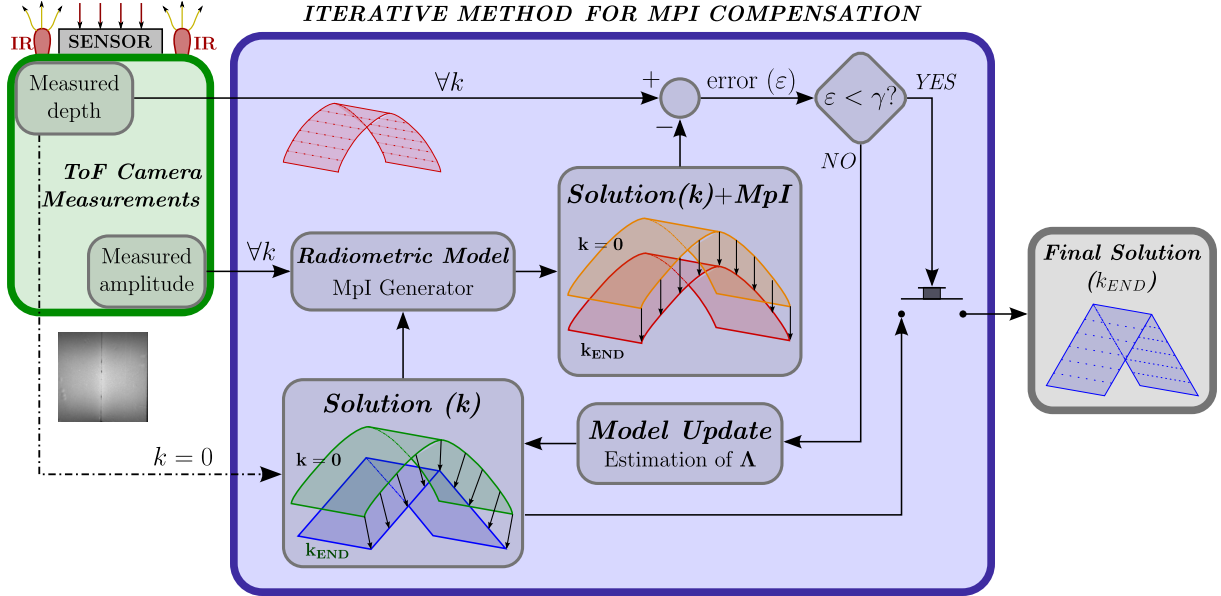 ITERATIVE METHOD FOR MPI COMPENSATION
IR
SENSOR
IR
Measured
depth
ToF Camera
Measurements
Measured
amplitude
∀k
+
−
error (ε)
ε < γ?
YES
NO
∀k
Radiometric Model
MpI Generator
Solution(k)+MpI
k = 0
k_END
Final Solution
(k_END)
k = 0
Solution (k)
k = 0
k_END
Model Update
Estimation of Λ